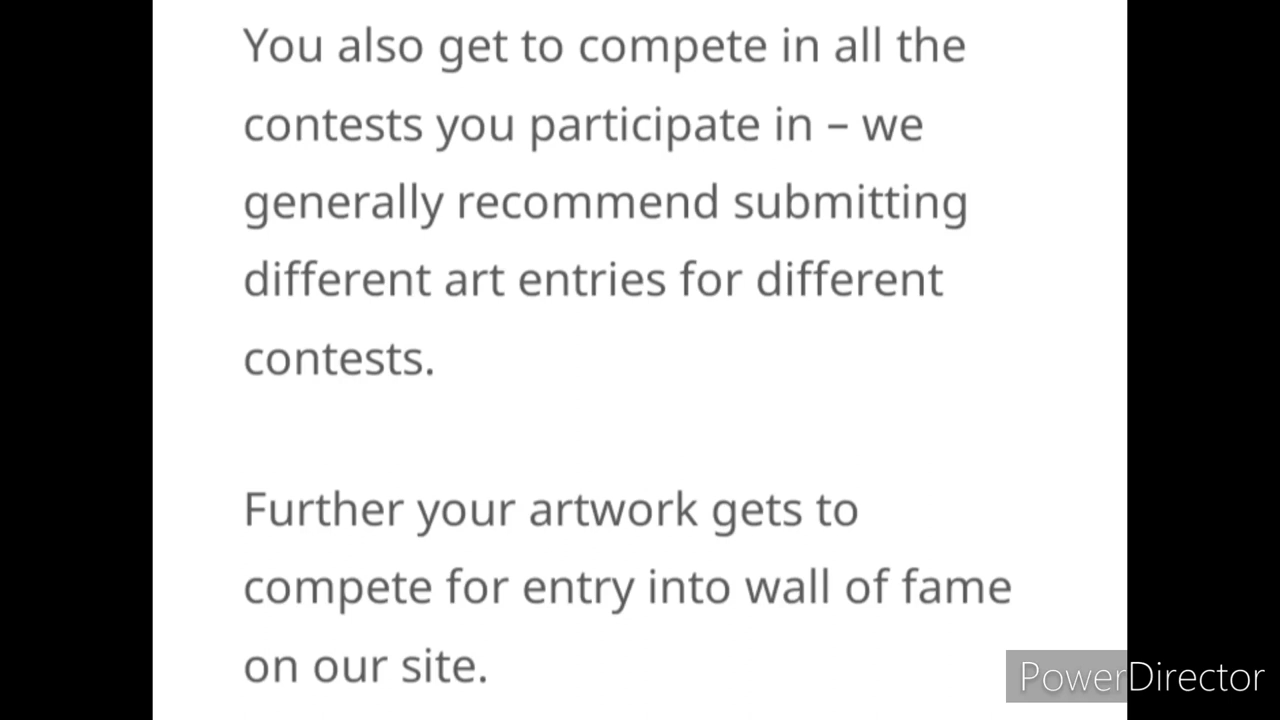 You also get to compete in all the
contests you participate in – we
generally recommend submitting
different art entries for different
contests.
Further your artwork gets to
compete for entry into wall of fame
on our site.
PowerDirector